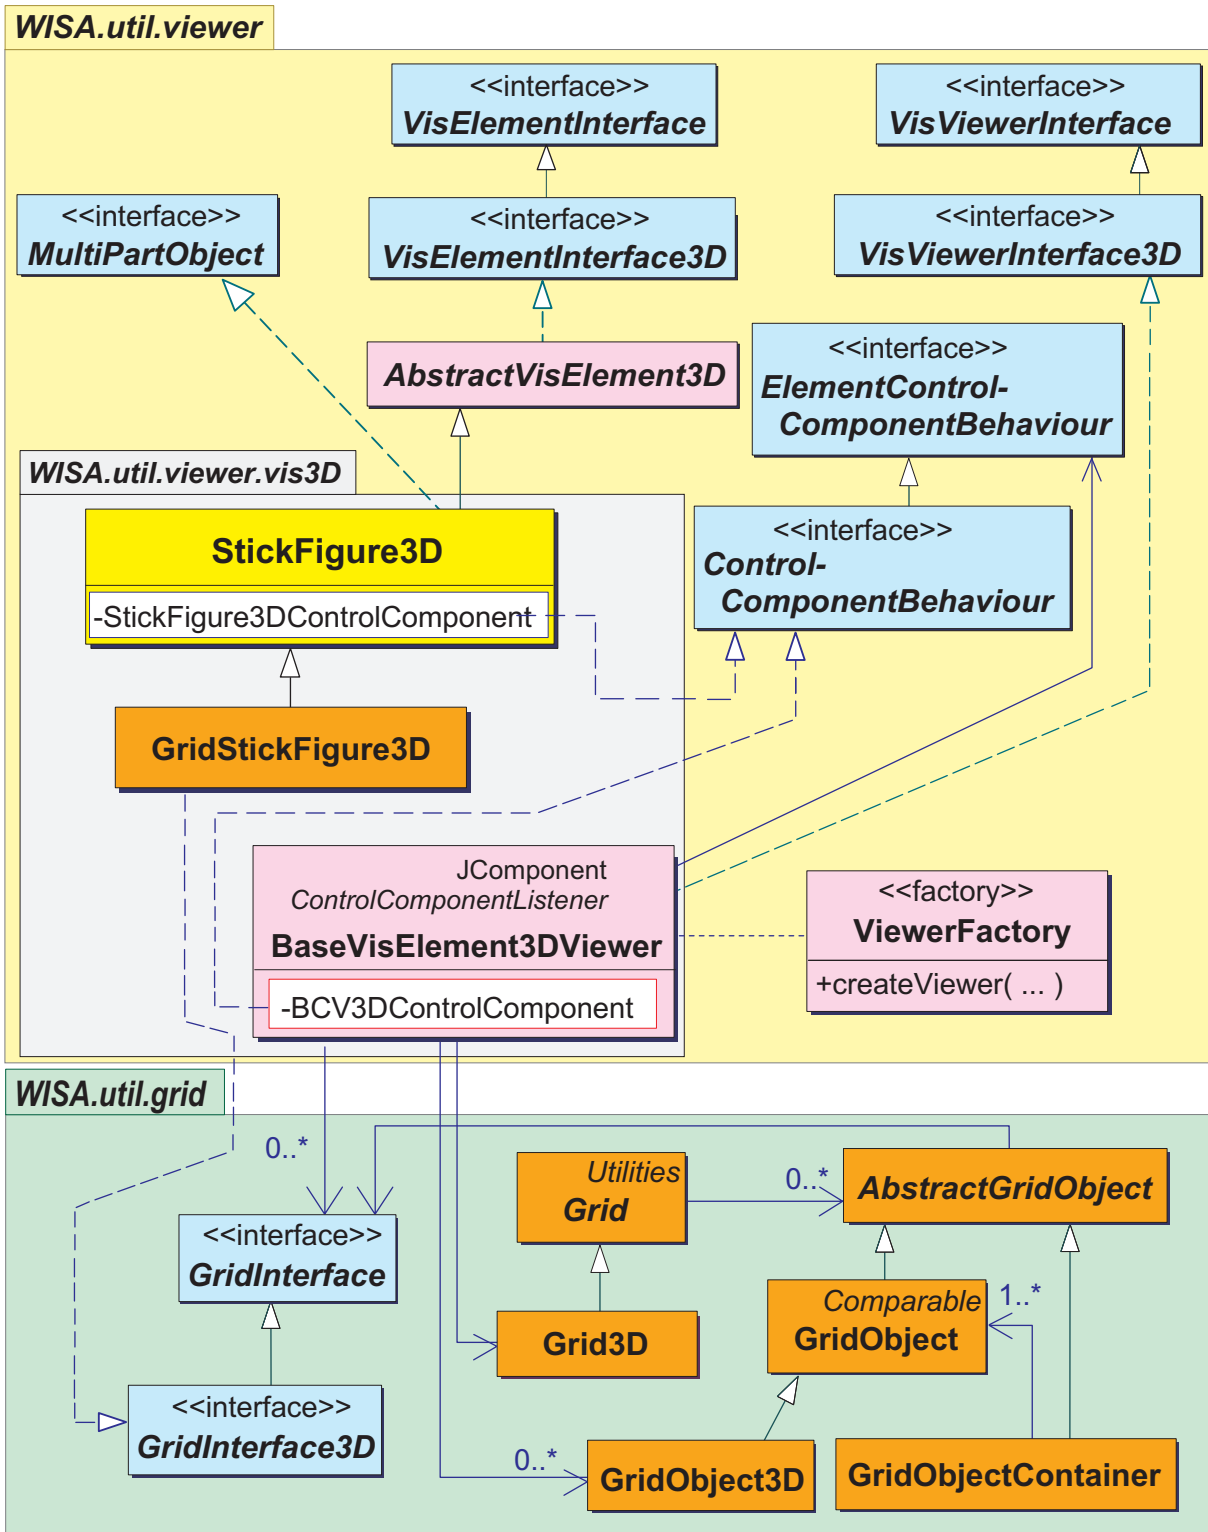 WISA.util.viewer
<<interface>>
VisElementInterface
<<interface>>
VisViewerInterface
<<interface>>
MultiPartObject
<<interface>>
VisElementInterface3D
<<interface>>
VisViewerInterface3D
AbstractVisElement3D
<<interface>>
ElementControl-
ComponentBehaviour
WISA.util.viewer.vis3D
StickFigure3D
-StickFigure3DControlComponent
<<interface>>
Control-
ComponentBehaviour
GridStickFigure3D
JComponent
ControlComponentListener
BaseVisElement3DViewer
-BCV3DControlComponent
<<factory>>
ViewerFactory
+createViewer( ... )
WISA.util.grid
0..*
Utilities
Grid
0..*
AbstractGridObject
<<interface>>
GridInterface
Grid3D
Comparable
GridObject
1..*
<<interface>>
GridInterface3D
0..*
GridObject3D
GridObjectContainer